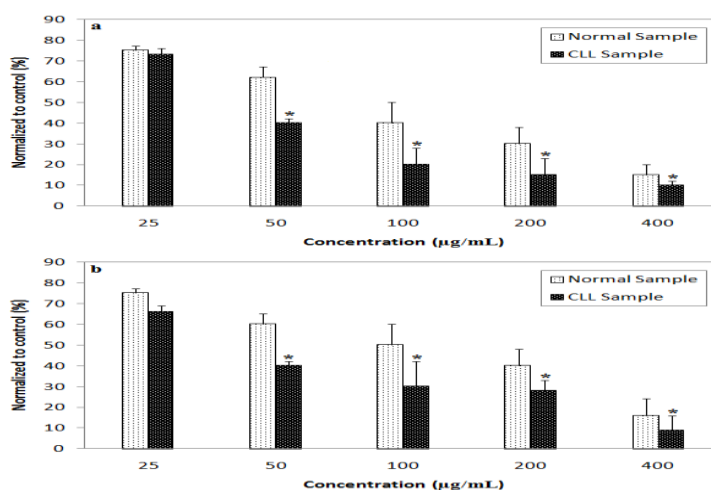 a
Normalized to control (%)
90
80
70
60
50
40
30
20
10
0
Normal Sample
CLL Sample
*
*
*
*
25 50 100 200 400
Concentration (µg/mL)
b
Normalized to control (%)
90
80
70
60
50
40
30
20
10
0
Normal Sample
CLL Sample
*
*
*
*
25 50 100 200 400
Concentration (µg/mL)